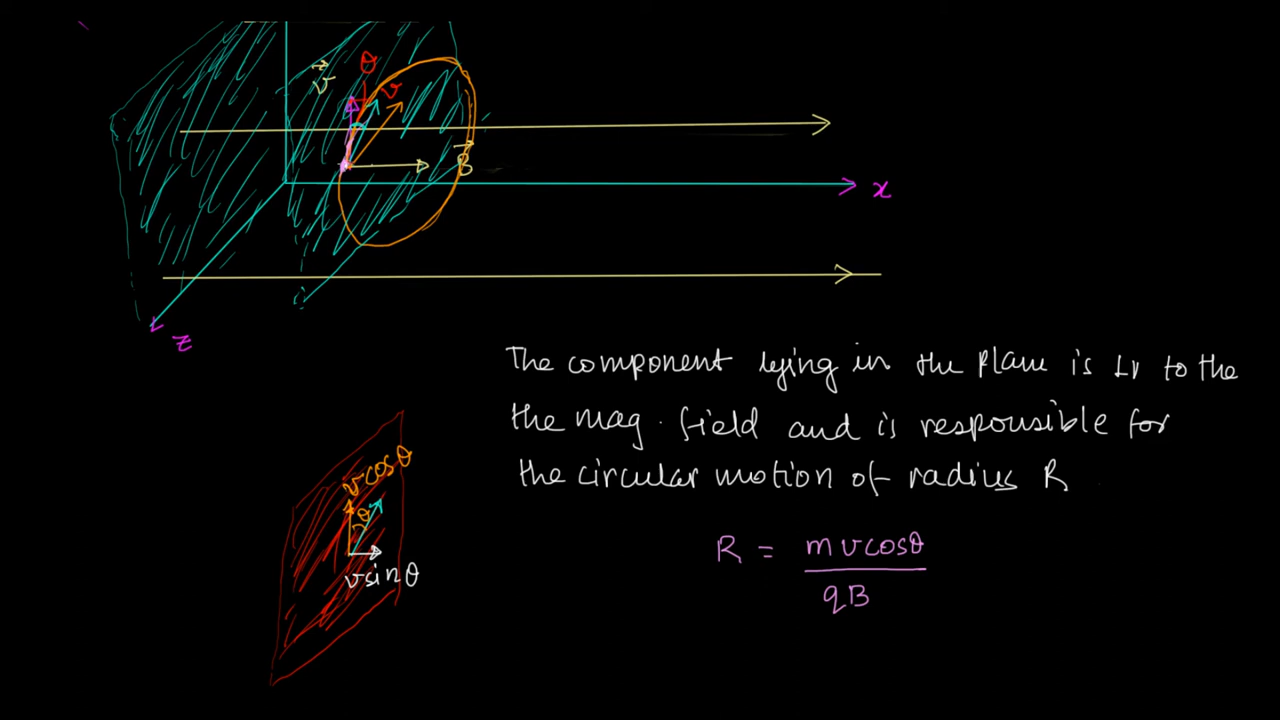 θ
v
v
B
x
z
The component lying in the plane is ⊥r to the
the mag. field and is responsible for
the circular motion of radius R
v cosθ
θ
v sin θ
R = mv cosθ / qB